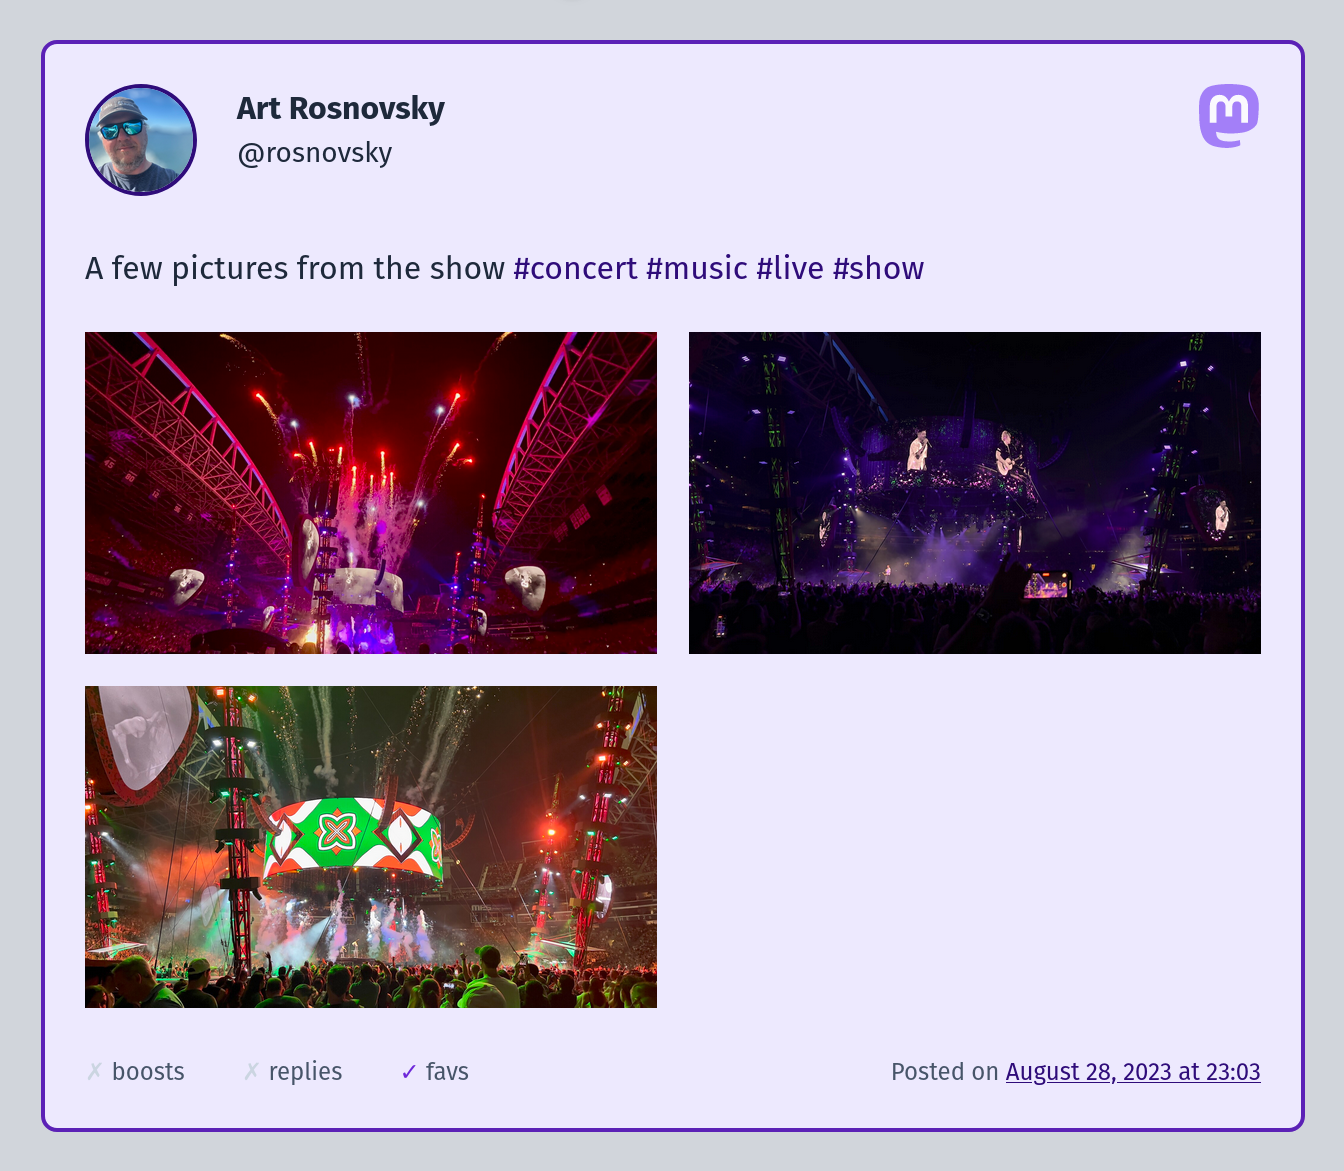 Art Rosnovsky
@rosnovsky
A few pictures from the show #concert #music #live #show
✗ boosts ✗ replies ✓ favs Posted on August 28, 2023 at 23:03